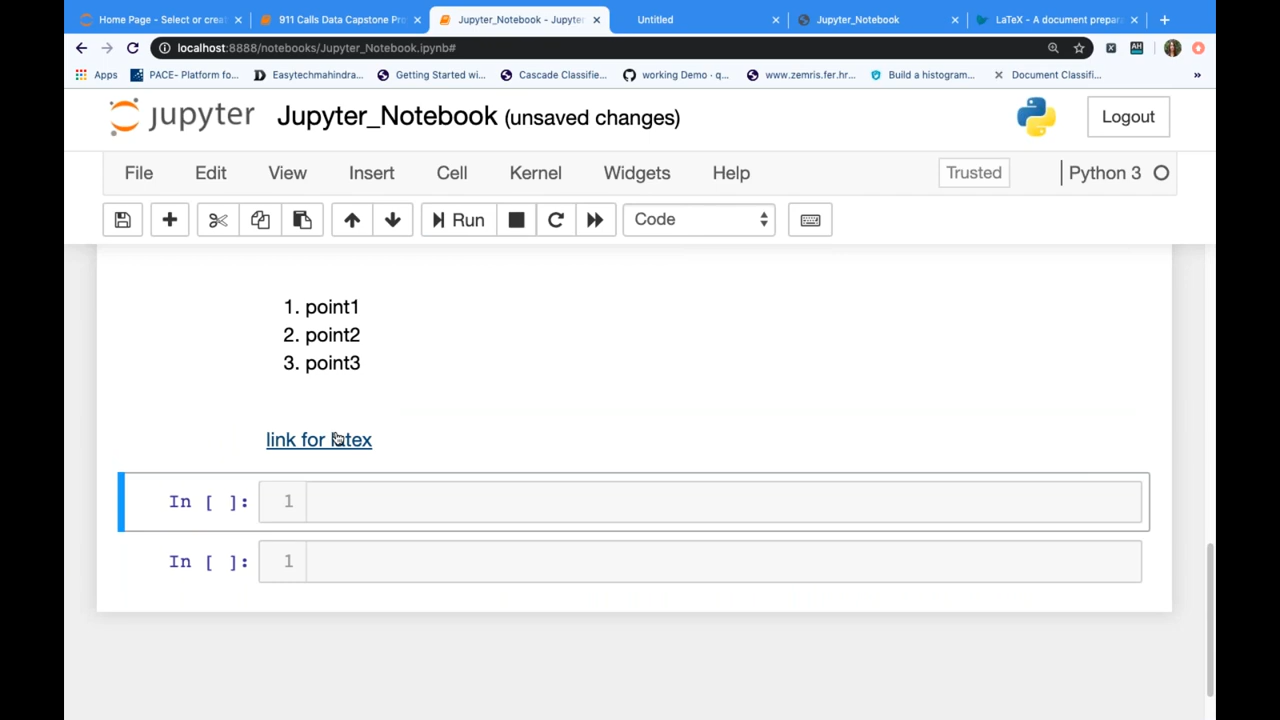 Home Page - Select or creat
911 Calls Data Capstone Pro
Jupyter_Notebook - Jupyte
Untitled
Jupyter_Notebook
LaTeX - A document prepara
localhost:8888/notebooks/Jupyter_Notebook.ipynb#
Apps
PACE- Platform fo...
Easytechmahindra...
Getting Started wi...
Cascade Classifie...
working Demo · q...
www.zemris.fer.hr...
Build a histogram...
Document Classifi...
»
jupyter
Jupyter_Notebook (unsaved changes)
Logout
File Edit View Insert Cell Kernel Widgets Help
Trusted
Python 3
Run
Code
1. point1
2. point2
3. point3
link for latex
In [ ]: 1
In [ ]: 1